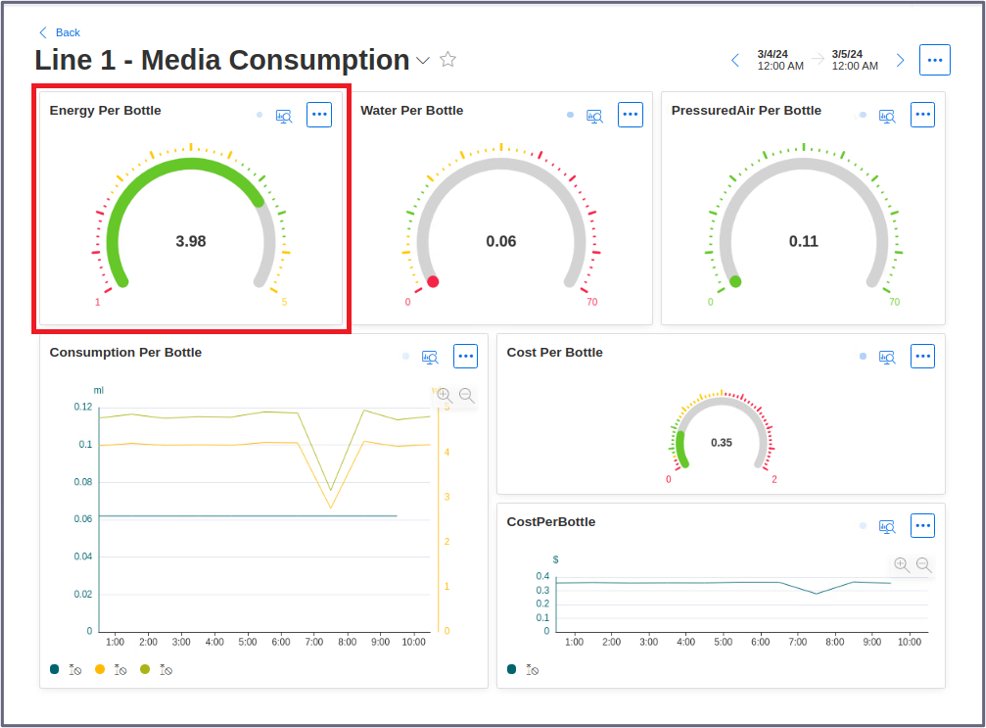 Back
Line 1 - Media Consumption
3/4/24
12:00 AM
3/5/24
12:00 AM
Energy Per Bottle
3.98
1
5
Water Per Bottle
0.06
0
70
PressuredAir Per Bottle
0.11
0
70
Consumption Per Bottle
ml
0.12
0.1
0.08
0.06
0.04
0.02
0
5
4
3
2
1
0
1:00 2:00 3:00 4:00 5:00 6:00 7:00 8:00 9:00 10:00
Cost Per Bottle
0.35
0
2
CostPerBottle
$
0.4
0.3
0.2
0.1
0
1:00 2:00 3:00 4:00 5:00 6:00 7:00 8:00 9:00 10:00